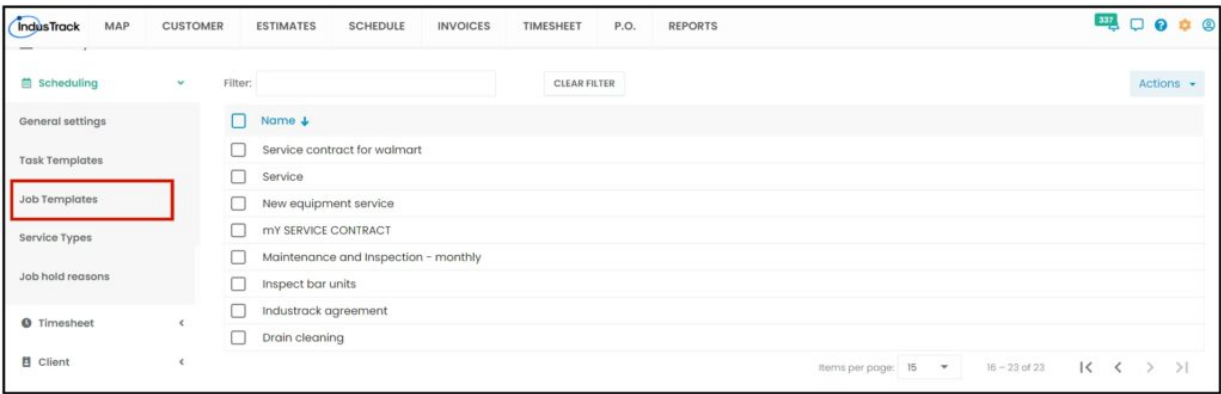 IndusTrack MAP CUSTOMER ESTIMATES SCHEDULE INVOICES TIMESHEET P.O. REPORTS 337
Scheduling
Filter: CLEAR FILTER Actions
General settings
Name
Task Templates
Service contract for walmart
Service
Job Templates
New equipment service
mY SERVICE CONTRACT
Service Types
Maintenance and Inspection - monthly
Job hold reasons
Inspect bar units
Industrack agreement
Timesheet
Drain cleaning
Client
Items per page: 15 16 – 23 of 23